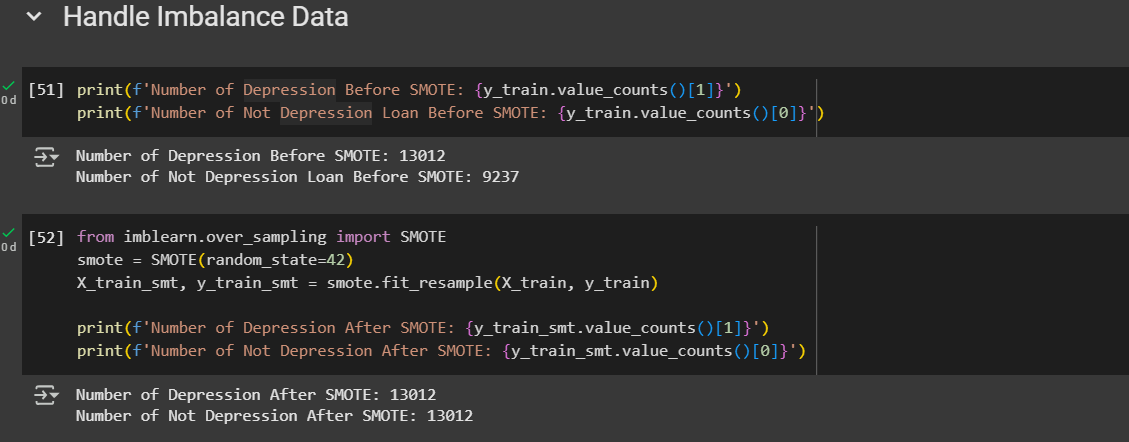 Handle Imbalance Data
[51] print(f'Number of Depression Before SMOTE: {y_train.value_counts()[1]}')
0d
print(f'Number of Not Depression Loan Before SMOTE: {y_train.value_counts()[0]}')
Number of Depression Before SMOTE: 13012
Number of Not Depression Loan Before SMOTE: 9237
[52] from imblearn.over_sampling import SMOTE
0d
smote = SMOTE(random_state=42)
X_train_smt, y_train_smt = smote.fit_resample(X_train, y_train)
print(f'Number of Depression After SMOTE: {y_train_smt.value_counts()[1]}')
print(f'Number of Not Depression After SMOTE: {y_train_smt.value_counts()[0]}')
Number of Depression After SMOTE: 13012
Number of Not Depression After SMOTE: 13012